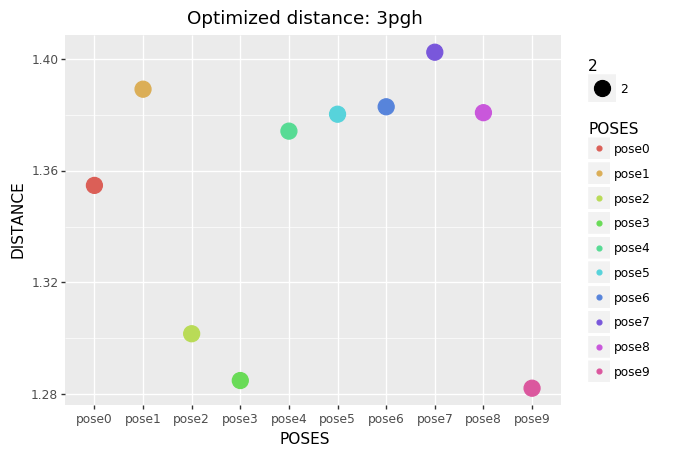 Optimized distance: 3pgh
1.40
1.36
1.32
1.28
DISTANCE
pose0 pose1 pose2 pose3 pose4 pose5 pose6 pose7 pose8 pose9
POSES
2
2
POSES
pose0
pose1
pose2
pose3
pose4
pose5
pose6
pose7
pose8
pose9